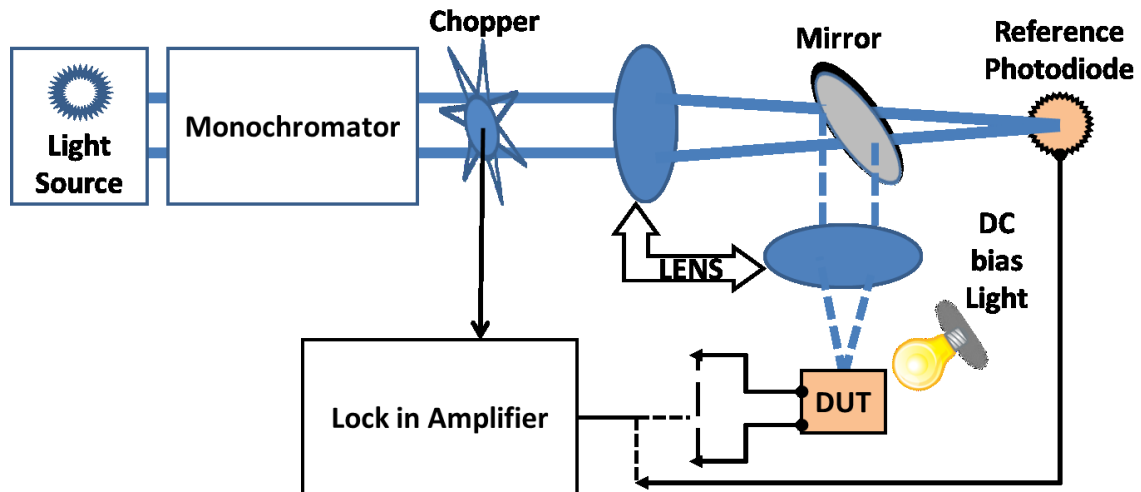 Chopper
Mirror
Reference
Photodiode
Light
Source
Monochromator
DC
bias
Light
LENS
Lock in Amplifier
DUT